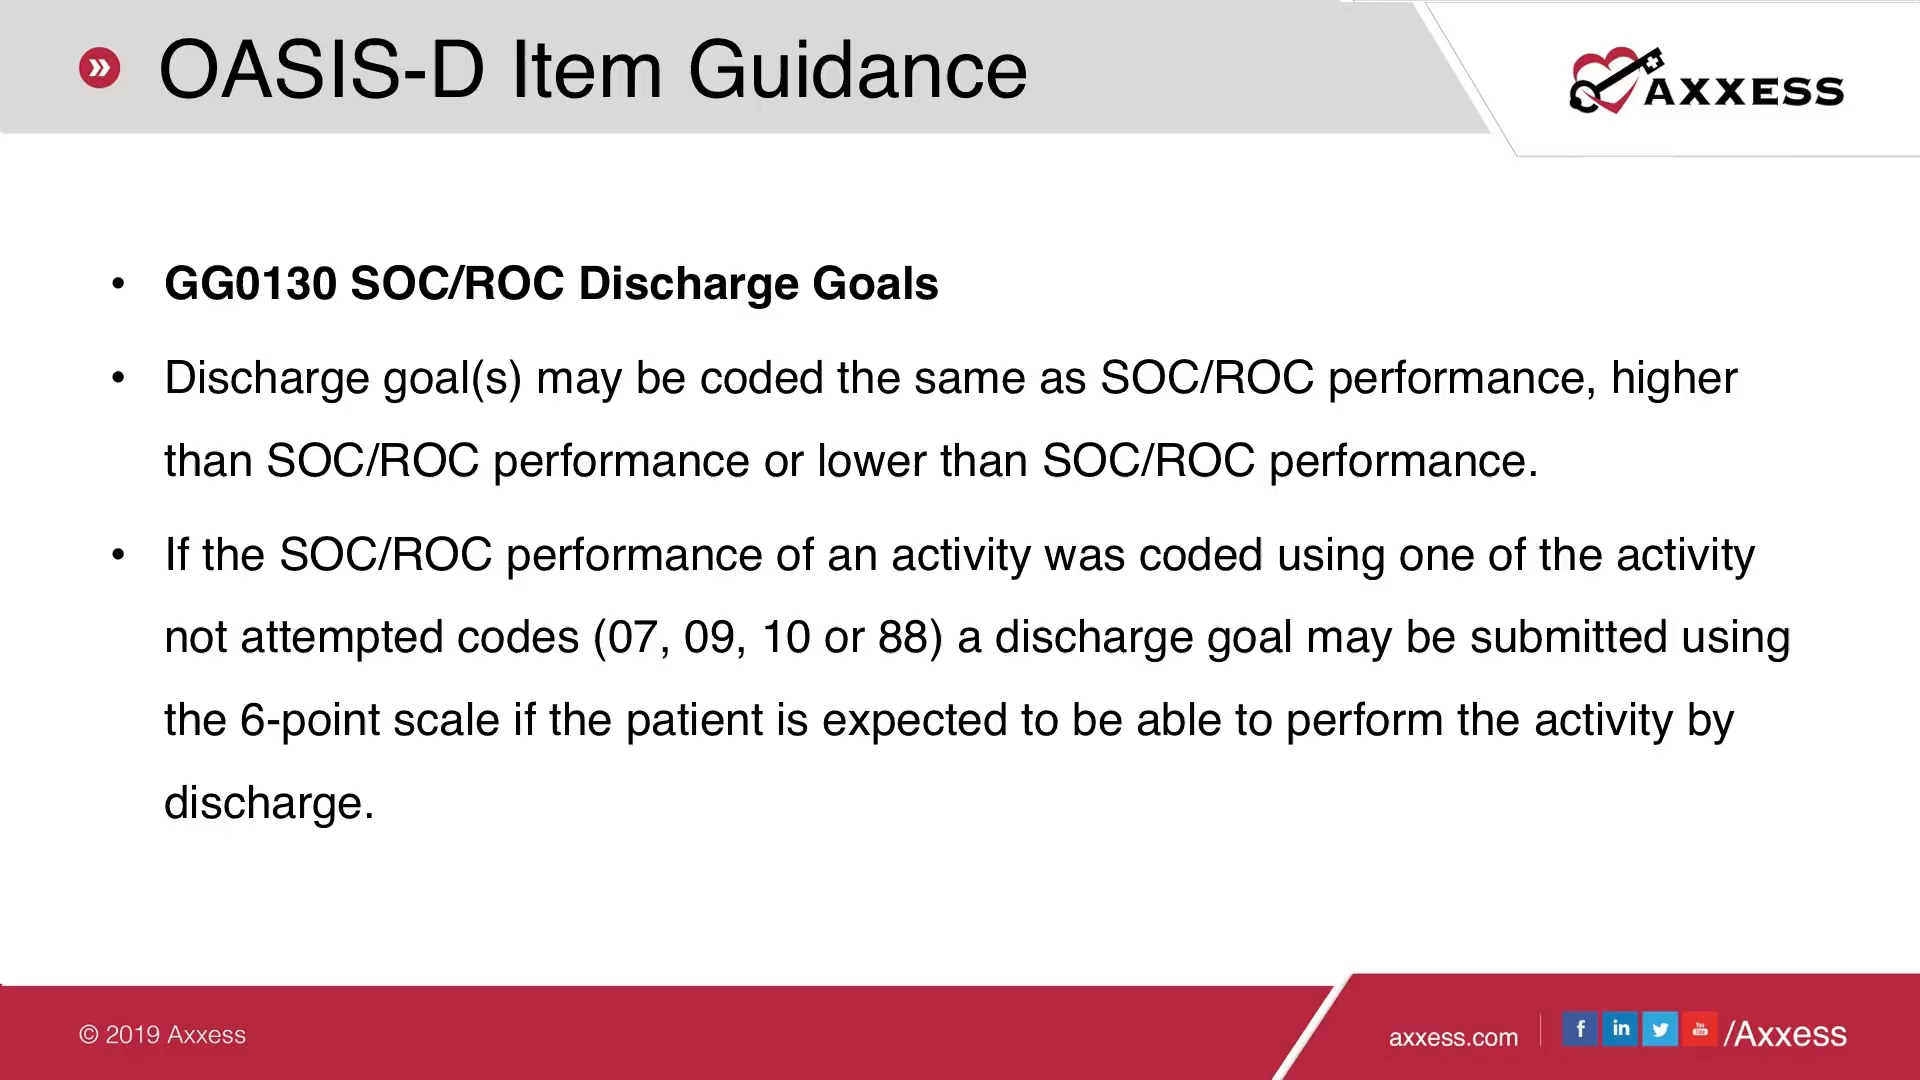 OASIS-D Item Guidance
AXXESS
• GG0130 SOC/ROC Discharge Goals
• Discharge goal(s) may be coded the same as SOC/ROC performance, higher
than SOC/ROC performance or lower than SOC/ROC performance.
• If the SOC/ROC performance of an activity was coded using one of the activity
not attempted codes (07, 09, 10 or 88) a discharge goal may be submitted using
the 6-point scale if the patient is expected to be able to perform the activity by
discharge.
© 2019 Axxess
axxess.com
f in You Tube /Axxess